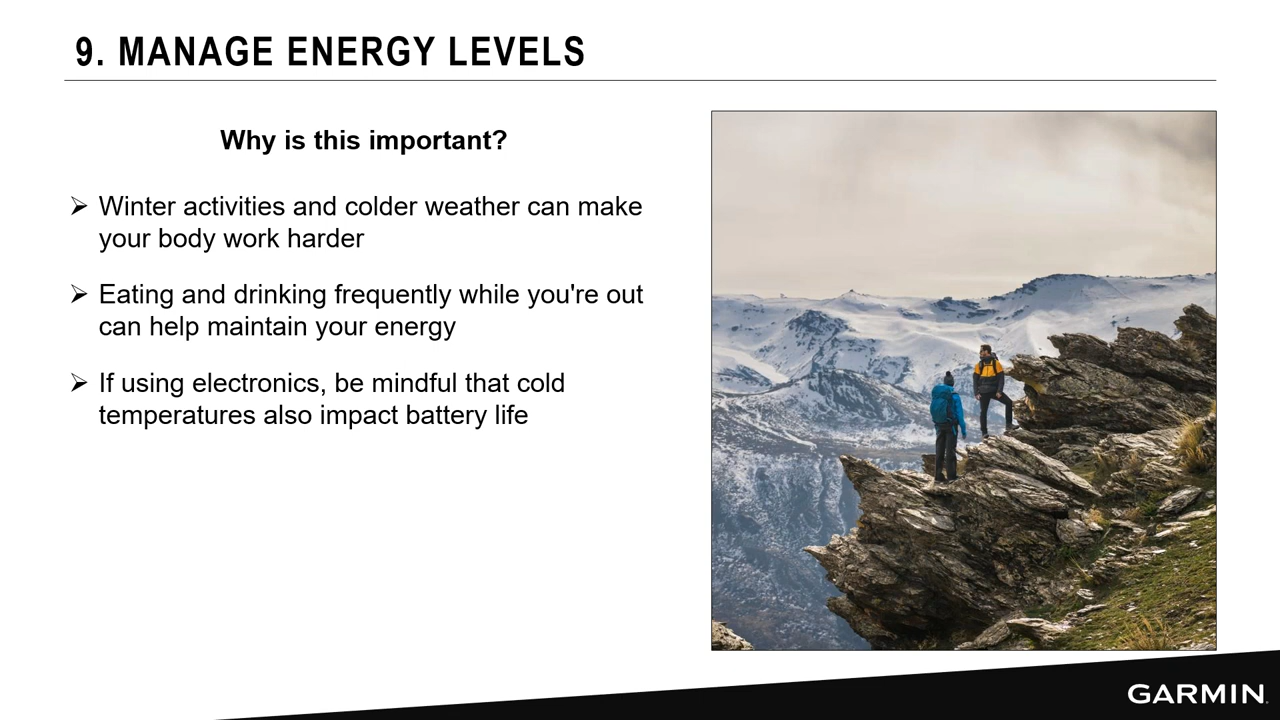 9. MANAGE ENERGY LEVELS
Why is this important?
➢ Winter activities and colder weather can make
your body work harder
➢ Eating and drinking frequently while you're out
can help maintain your energy
➢ If using electronics, be mindful that cold
temperatures also impact battery life
GARMIN